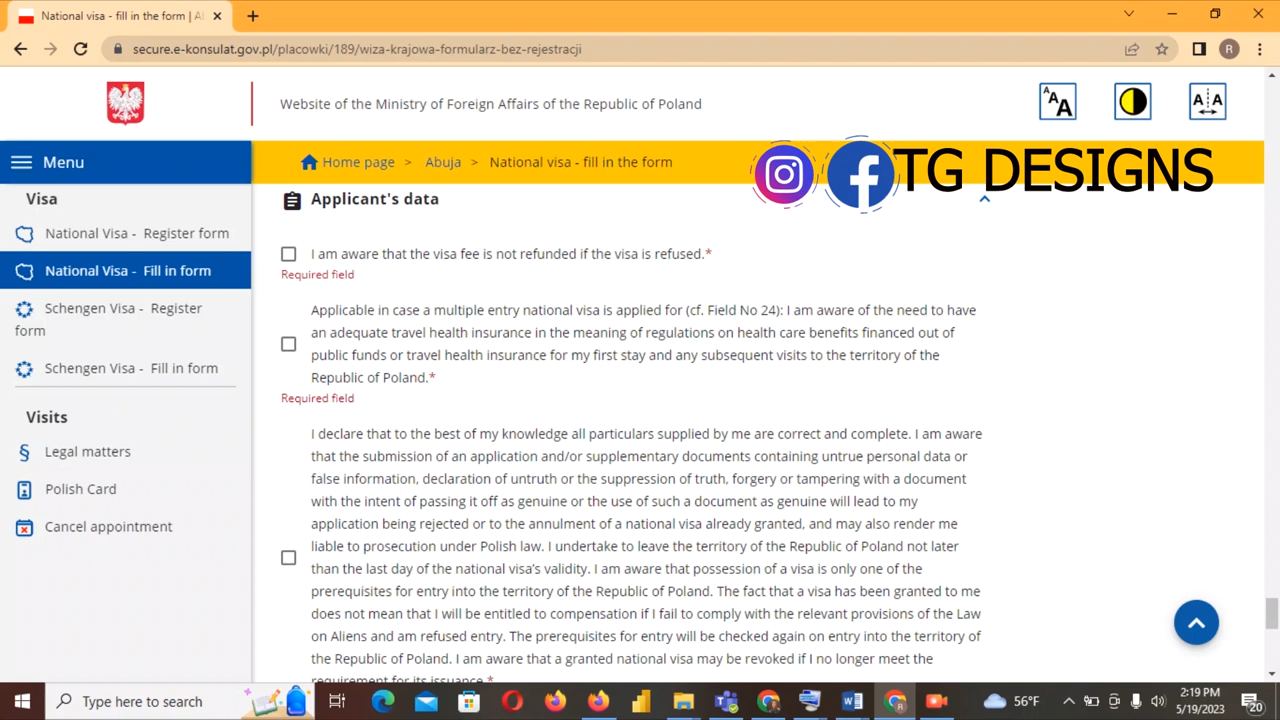 National visa - fill in the form | Al
secure.e-konsulat.gov.pl/placowki/189/wiza-krajowa-formularz-bez-rejestracji
R
Website of the Ministry of Foreign Affairs of the Republic of Poland
AAA
A A
Menu
Home page > Abuja > National visa - fill in the form
TG DESIGNS
Visa
National Visa - Register form
National Visa - Fill in form
Schengen Visa - Register
form
Schengen Visa - Fill in form
Visits
Legal matters
Polish Card
Cancel appointment
Applicant's data
I am aware that the visa fee is not refunded if the visa is refused.*
Required field
Applicable in case a multiple entry national visa is applied for (cf. Field No 24): I am aware of the need to have
an adequate travel health insurance in the meaning of regulations on health care benefits financed out of
public funds or travel health insurance for my first stay and any subsequent visits to the territory of the
Republic of Poland.*
Required field
I declare that to the best of my knowledge all particulars supplied by me are correct and complete. I am aware
that the submission of an application and/or supplementary documents containing untrue personal data or
false information, declaration of untruth or the suppression of truth, forgery or tampering with a document
with the intent of passing it off as genuine or the use of such a document as genuine will lead to my
application being rejected or to the annulment of a national visa already granted, and may also render me
liable to prosecution under Polish law. I undertake to leave the territory of the Republic of Poland not later
than the last day of the national visa's validity. I am aware that possession of a visa is only one of the
prerequisites for entry into the territory of the Republic of Poland. The fact that a visa has been granted to me
does not mean that I will be entitled to compensation if I fail to comply with the relevant provisions of the Law
on Aliens and am refused entry. The prerequisites for entry will be checked again on entry into the territory of
the Republic of Poland. I am aware that a granted national visa may be revoked if I no longer meet the
requirement for its issuance.*
Type here to search
56°F
2:19 PM
5/19/2023
20